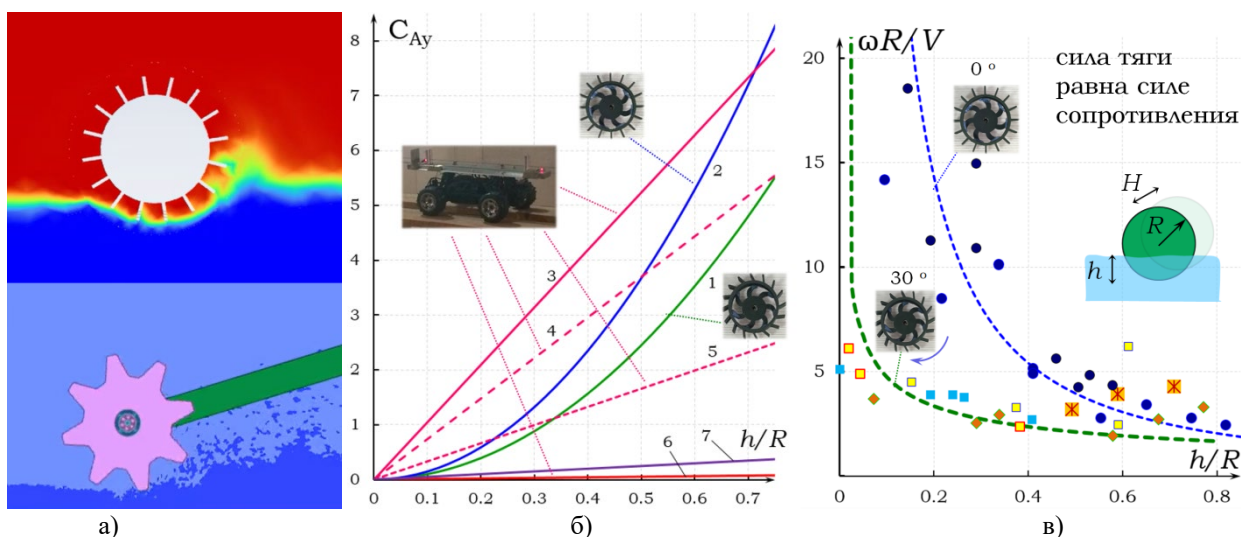 C_Ay
8
7
6
5
4
3
2
1
0
2
3
1
4
5
7
6
h/R
0
0.1
0.2
0.3
0.4
0.5
0.6
0.7
ωR/V
20
15
10
5
0 °
30 °
сила тяги
равна силе
сопротивления
H
R
h
h/R
0
0.2
0.4
0.6
0.8
а)
б)
в)